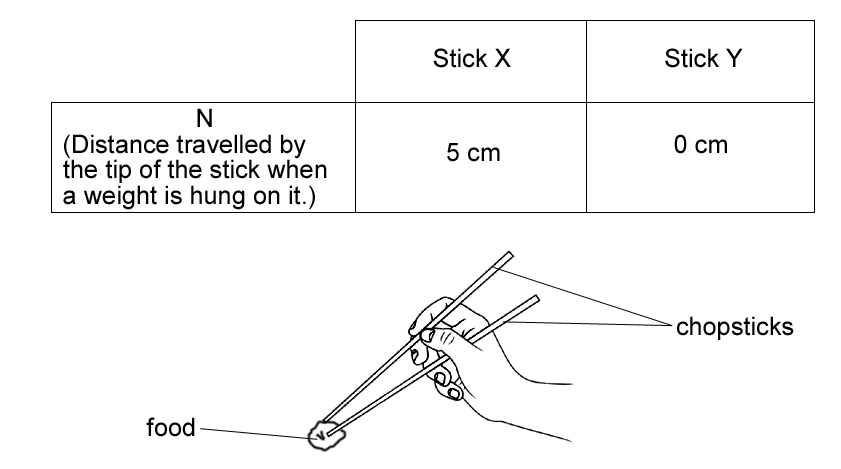 Stick X
Stick Y
N
(Distance travelled by
the tip of the stick when
a weight is hung on it.)
5 cm
0 cm
chopsticks
food